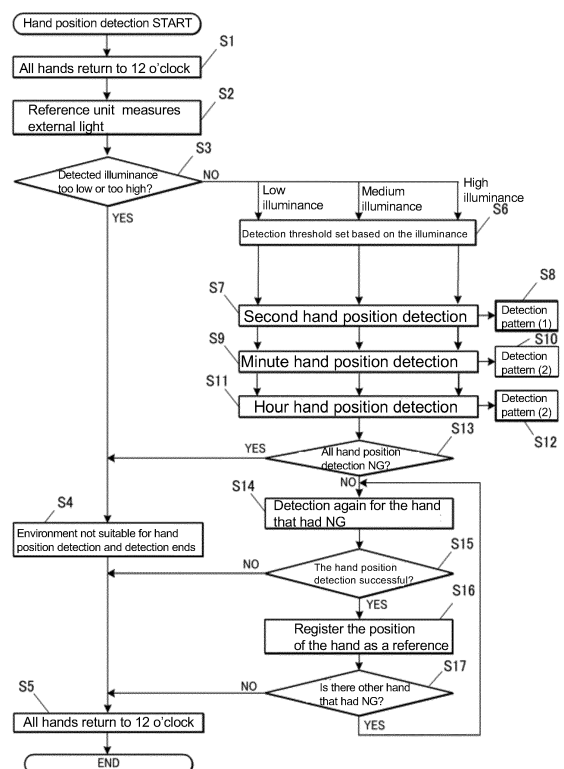 Hand position detection START
S1
All hands return to 12 o'clock
S2
Reference unit measures
external light
S3
Detected illuminance
too low or too high?
NO
YES
Low
illuminance
Medium
illuminance
High
illuminance
S6
Detection threshold set based on the illuminance
S7
Second hand position detection
S8
Detection
pattern (1)
S9
Minute hand position detection
S10
Detection
pattern (2)
S11
Hour hand position detection
Detection
pattern (2)
S12
S13
All hand position
detection NG?
YES
NO
S14
Detection again for the hand
that had NG
S4
Environment not suitable for hand
position detection and detection ends
S15
The hand position
detection successful?
NO
YES
S16
Register the position
of the hand as a reference
S17
Is there other hand
that had NG?
NO
YES
S5
All hands return to 12 o'clock
END